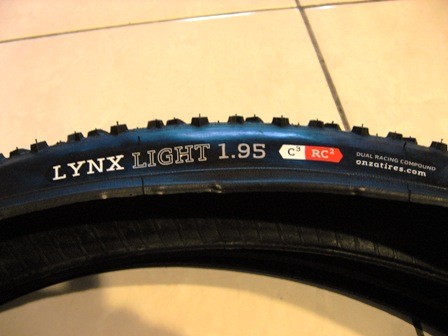 LYNX LIGHT 1.95 C³ RC² DUAL RACING COMPOUND
onzatires.com